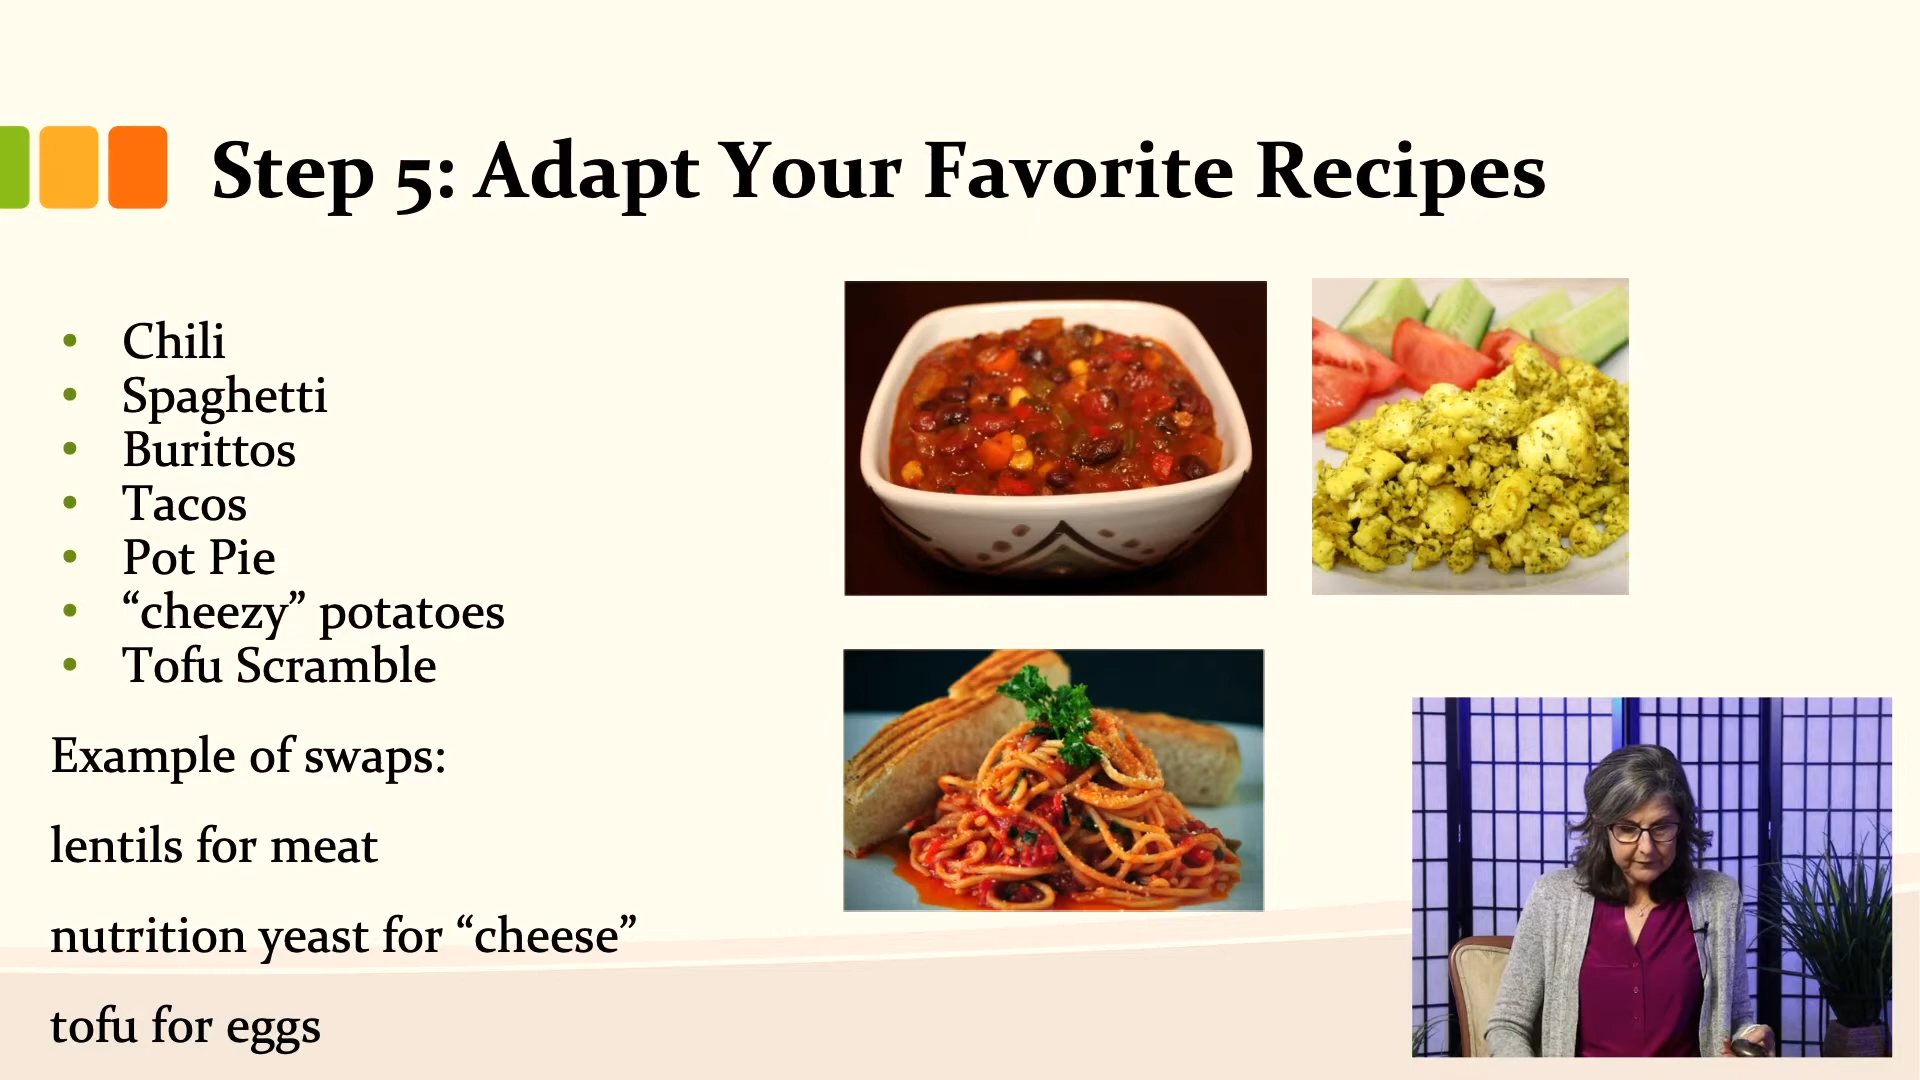 Step 5: Adapt Your Favorite Recipes
• Chili
• Spaghetti
• Burittos
• Tacos
• Pot Pie
• “cheezy” potatoes
• Tofu Scramble
Example of swaps:
lentils for meat
nutrition yeast for “cheese”
tofu for eggs